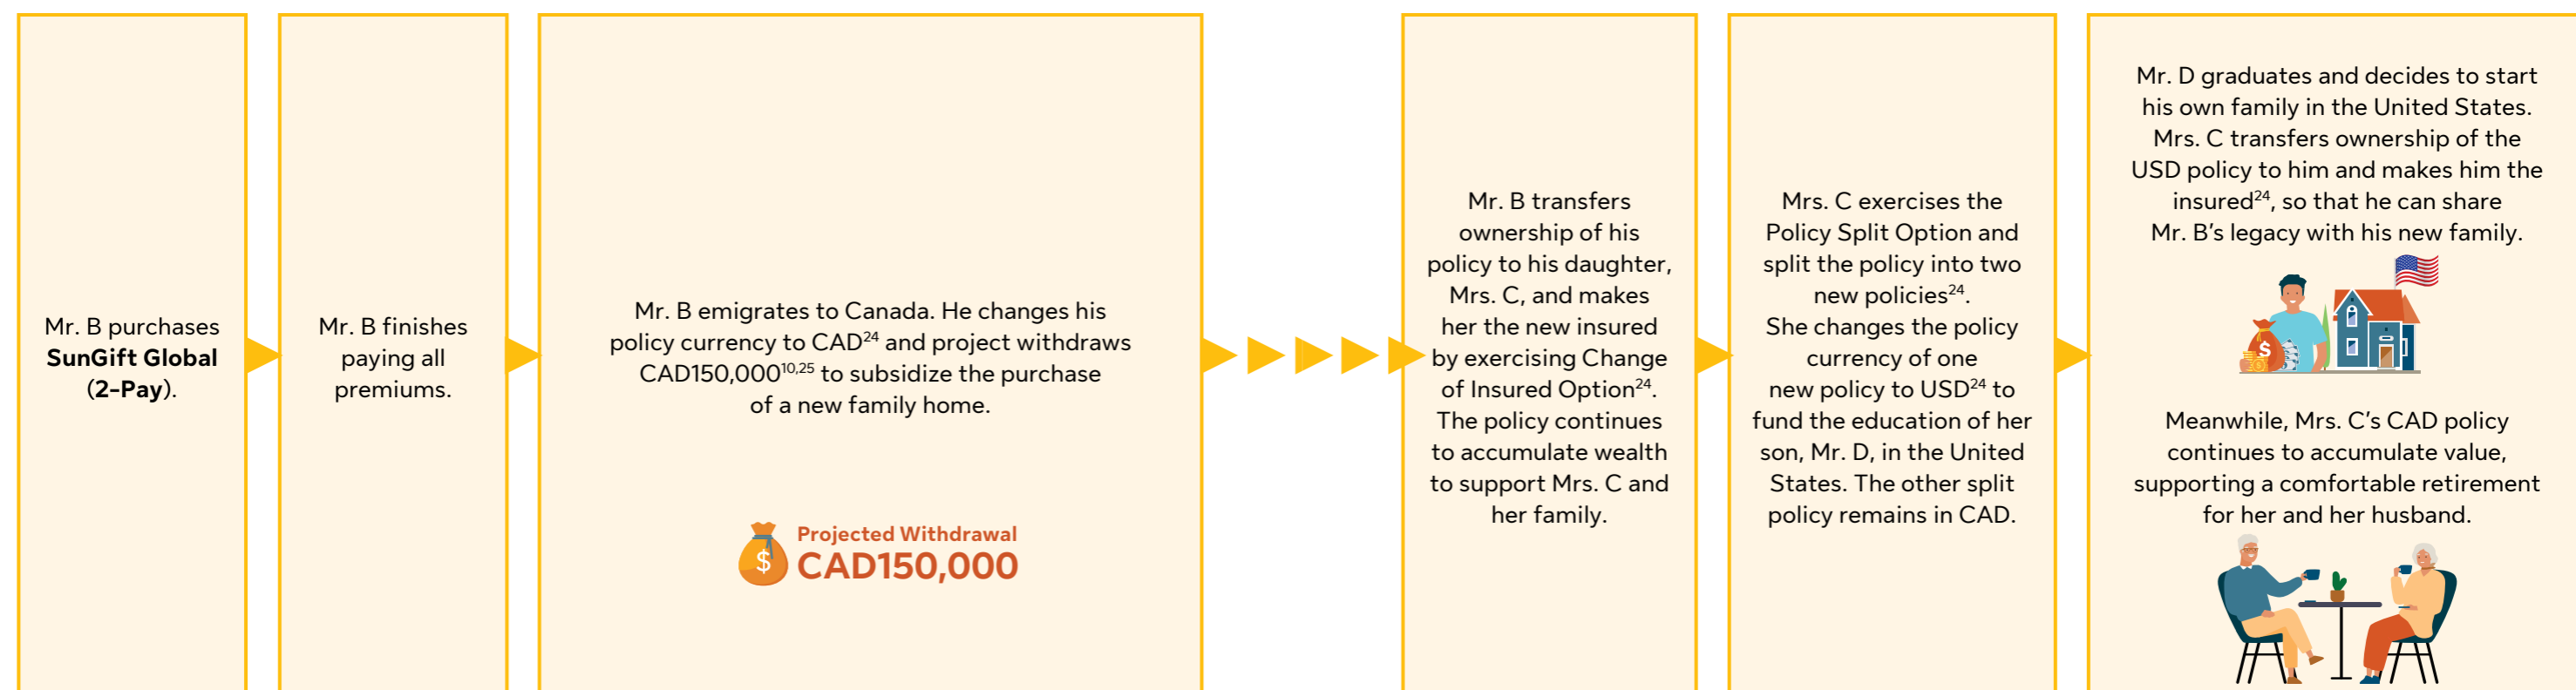 Mr. B purchases
SunGift Global
(2–Pay).
Mr. B finishes
paying all
premiums.
Mr. B emigrates to Canada. He changes his
policy currency to CAD24 and project withdraws
CAD150,00010,25 to subsidize the purchase
of a new family home.
$
Projected Withdrawal
CAD150,000
Mr. B transfers
ownership of his
policy to his daughter,
Mrs. C, and makes
her the new insured
by exercising Change
of Insured Option24.
The policy continues
to accumulate wealth
to support Mrs. C and
her family.
Mrs. C exercises the
Policy Split Option and
split the policy into two
new policies24.
She changes the policy
currency of one
new policy to USD24 to
fund the education of her
son, Mr. D, in the United
States. The other split
policy remains in CAD.
Mr. D graduates and decides to start
his own family in the United States.
Mrs. C transfers ownership of the
USD policy to him and makes him the
insured24, so that he can share
Mr. B’s legacy with his new family.
$
Meanwhile, Mrs. C’s CAD policy
continues to accumulate value,
supporting a comfortable retirement
for her and her husband.